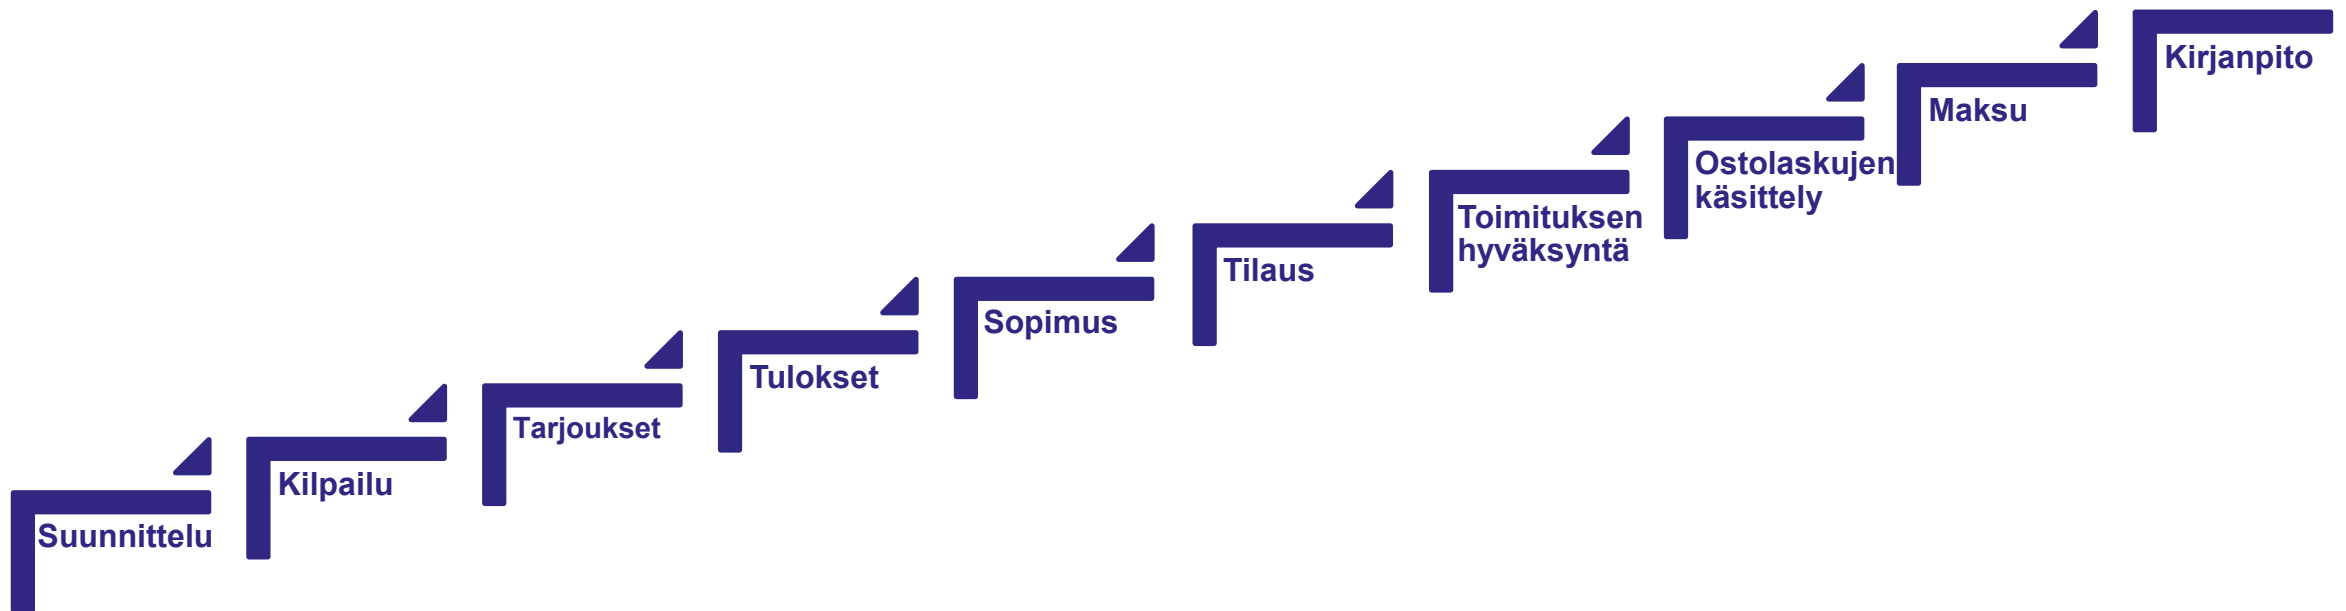 Suunnittelu
Kilpailu
Tarjoukset
Tulokset
Sopimus
Tilaus
Toimituksen
hyväksyntä
Ostolaskujen
käsittely
Maksu
Kirjanpito